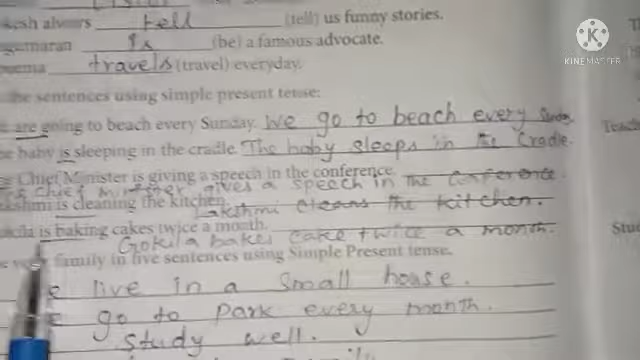 tell (tell) us funny stories.
is (be) a famous advocate.
travels (travel) everyday.
the sentences using simple present tense:
are going to beach every Sunday. We go to beach every Sunday.
baby is sleeping in the cradle. The baby sleeps in the Cradle.
Chief Minister is giving a speech in the conference.
chief minister gives a speech in the conference.
is cleaning the kitchen. Lakshmi cleans the kitchen.
is baking cakes twice a month.
Gokila bakes cake twice a month.
family in five sentences using Simple Present tense.
live in a small house.
go to park every month.
study well.
KINEMASTER